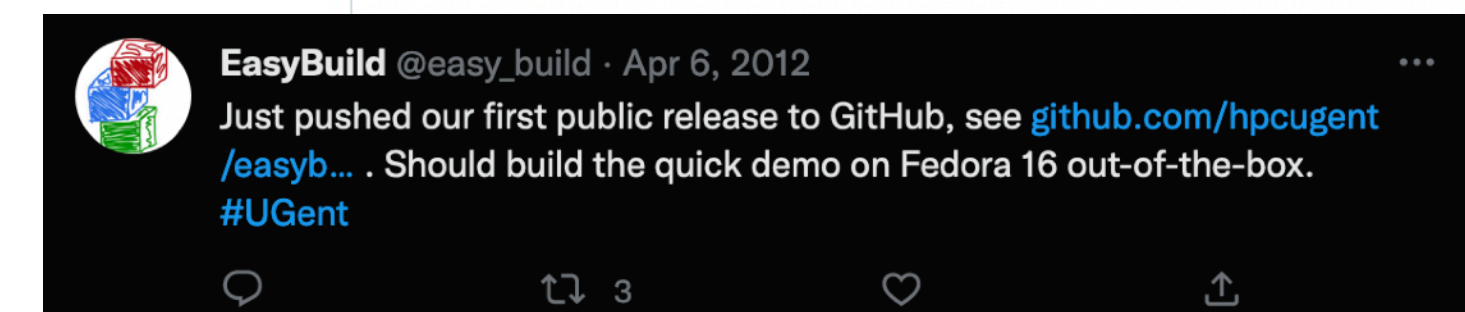 EasyBuild @easy_build · Apr 6, 2012
Just pushed our first public release to GitHub, see github.com/hpcugent
/easyb... . Should build the quick demo on Fedora 16 out-of-the-box.
#UGent
3